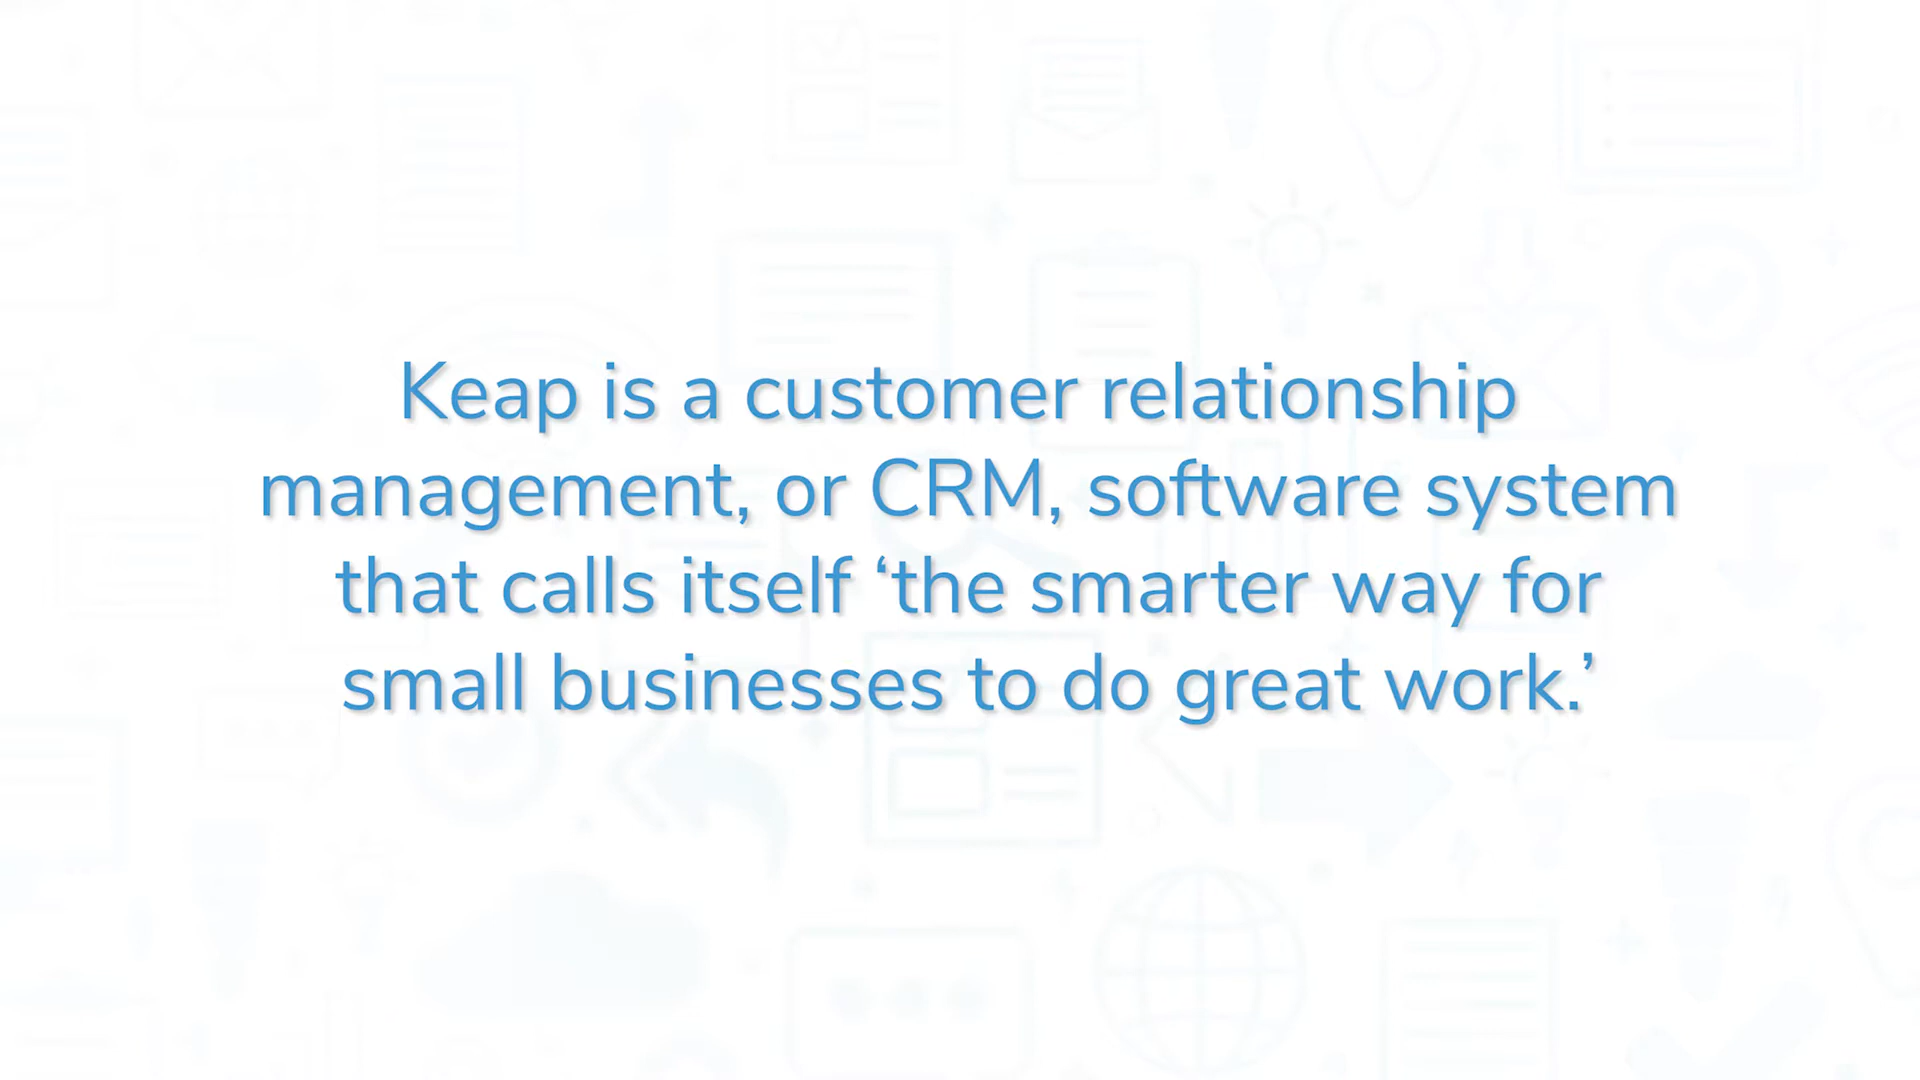 Keap is a customer relationship
management, or CRM, software system
that calls itself ‘the smarter way for
small businesses to do great work.’